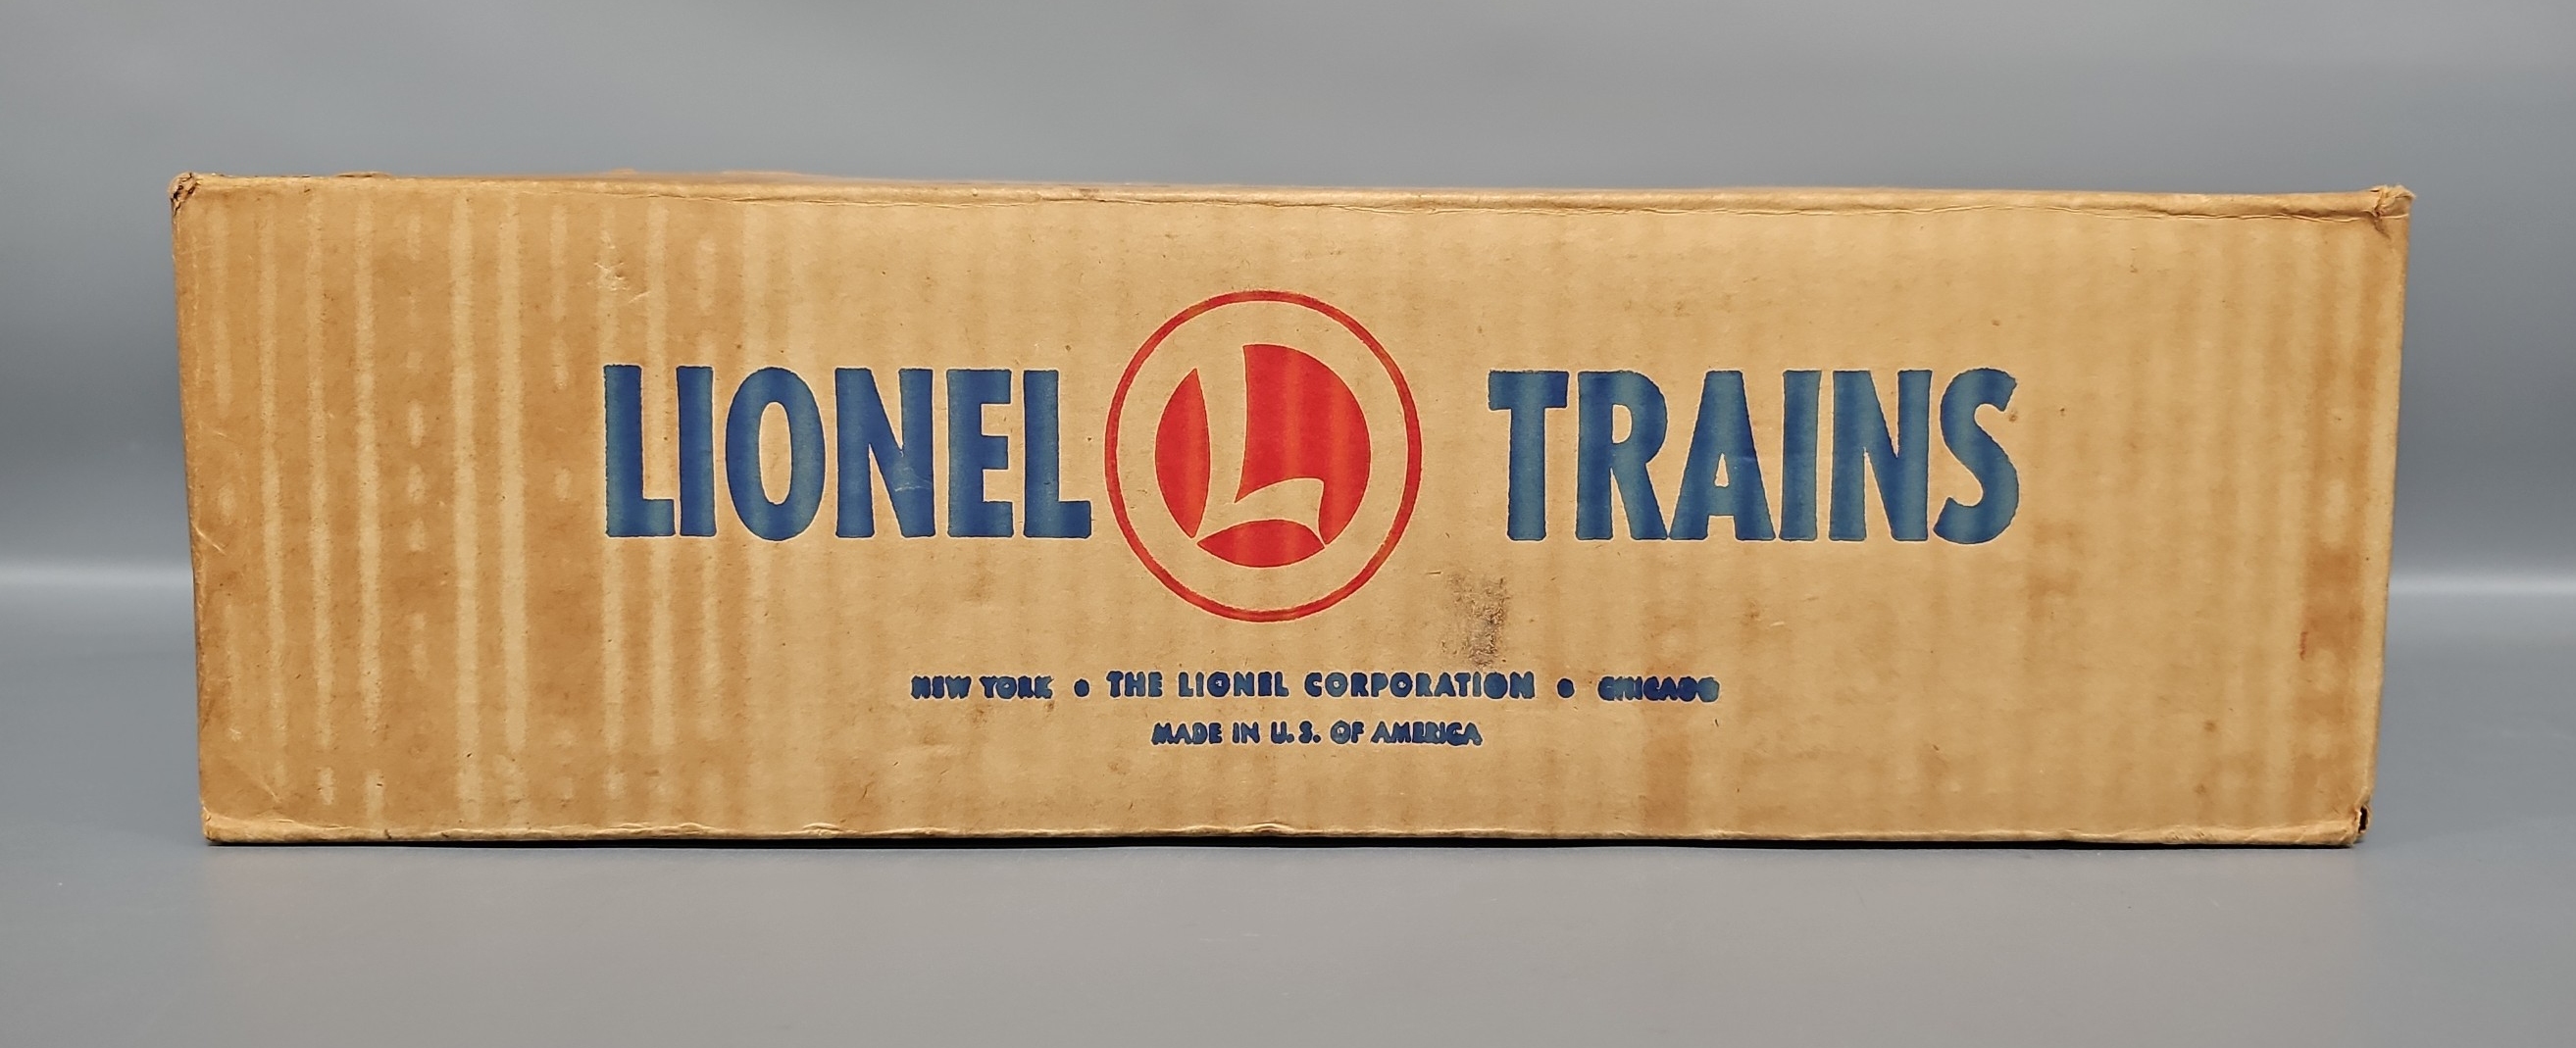 LIONEL L TRAINS
NEW YORK • THE LIONEL CORPORATION • CHICAGO
MADE IN U. S. OF AMERICA